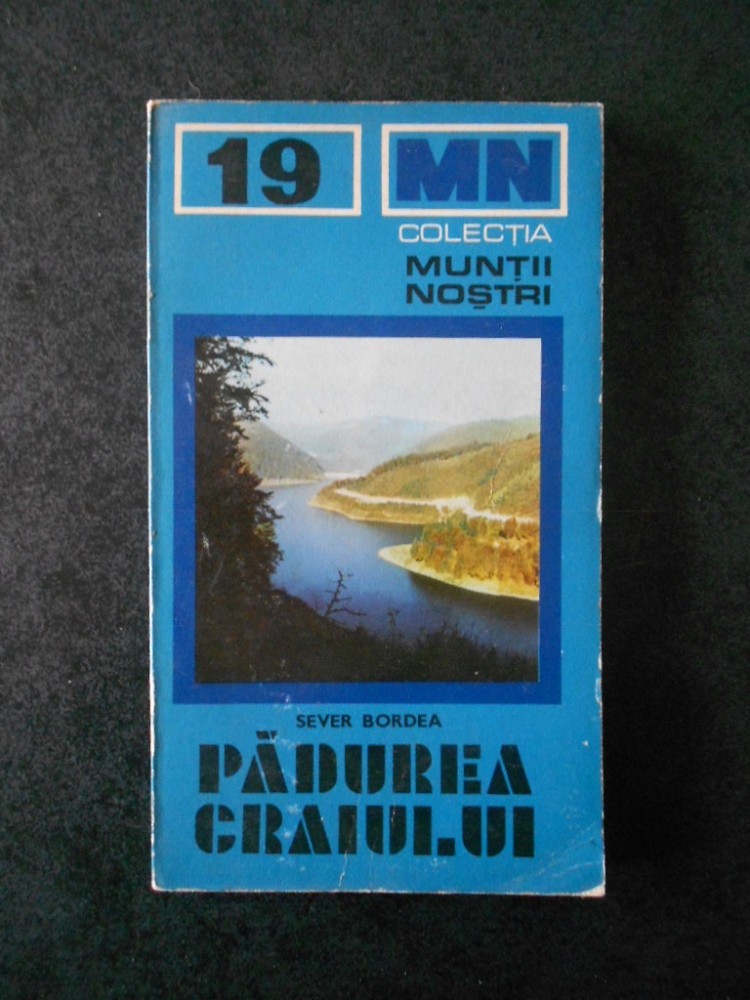 19
MN
COLECȚIA
MUNȚII
NOȘTRI
SEVER BORDEA
PĂDUREA
CRAIULUI